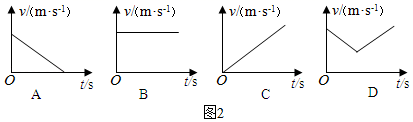 v/(m·s⁻¹) v/(m·s⁻¹) v/(m·s⁻¹) v/(m·s⁻¹)
O t/s O t/s O t/s O t/s
A B C D
图2